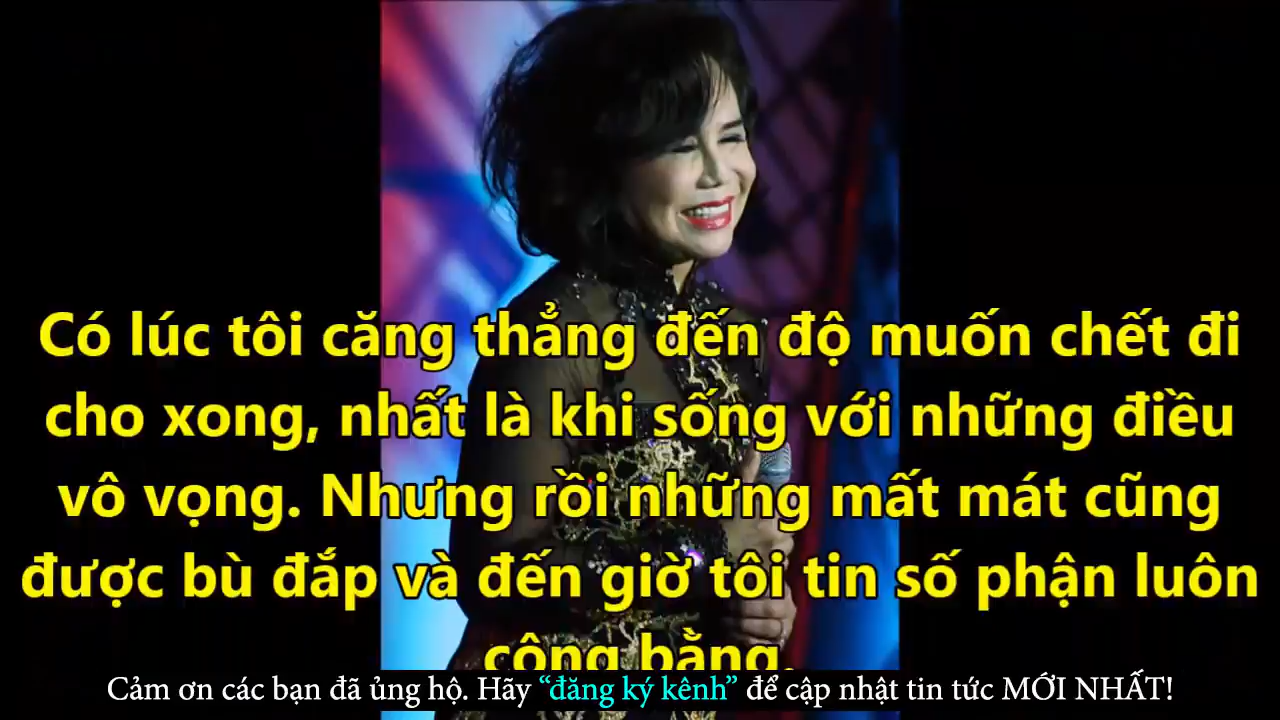 Có lúc tôi căng thẳng đến độ muốn chết đi
cho xong, nhất là khi sống với những điều
vô vọng. Nhưng rồi những mất mát cũng
được bù đắp và đến giờ tôi tin số phận luôn
công bằng.
Cảm ơn các bạn đã ủng hộ. Hãy “đăng ký kênh” để cập nhật tin tức MỚI NHẤT!